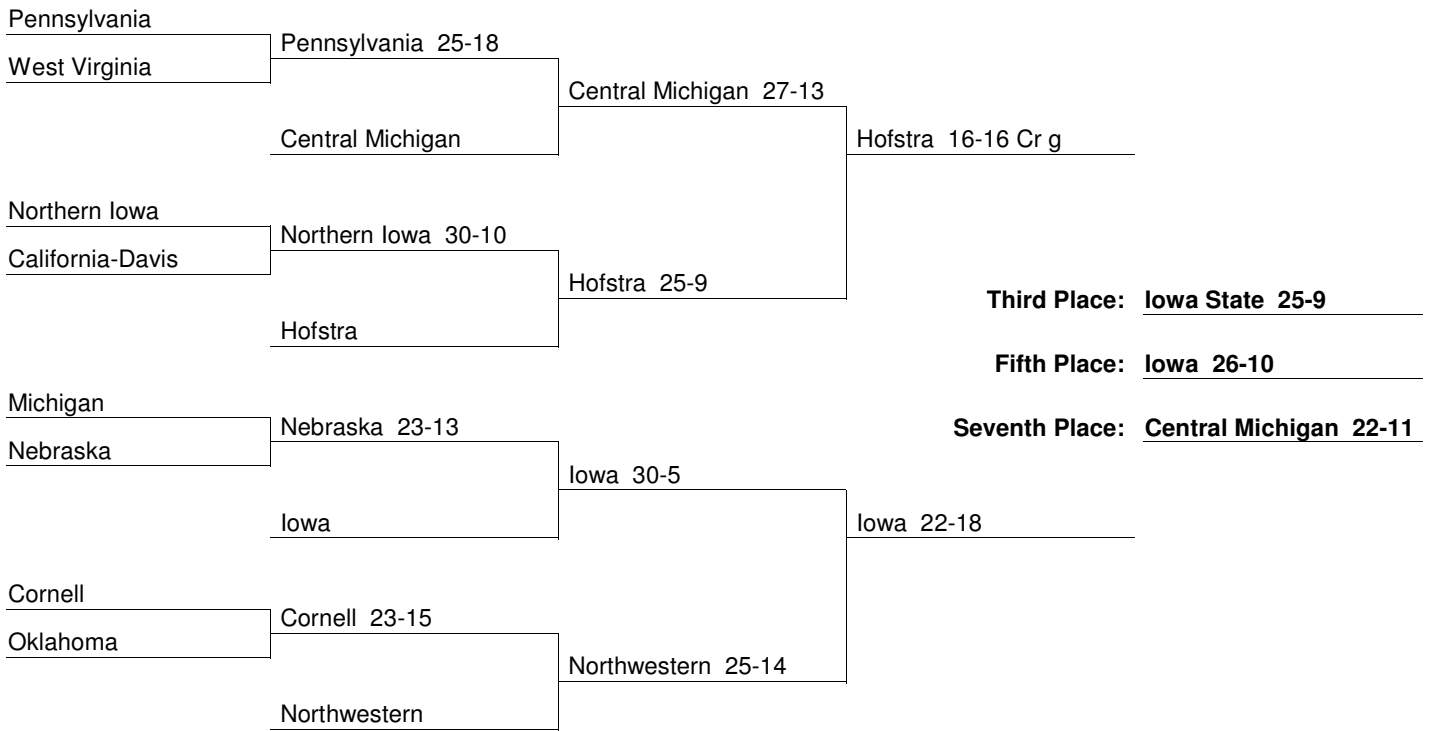 Pennsylvania
Pennsylvania 25-18
West Virginia
Central Michigan 27-13
Central Michigan
Hofstra 16-16 Cr g
Northern Iowa
Northern Iowa 30-10
California-Davis
Hofstra 25-9
Third Place: Iowa State 25-9
Hofstra
Fifth Place: Iowa 26-10
Michigan
Nebraska 23-13
Seventh Place: Central Michigan 22-11
Nebraska
Iowa 30-5
Iowa
Iowa 22-18
Cornell
Cornell 23-15
Oklahoma
Northwestern 25-14
Northwestern